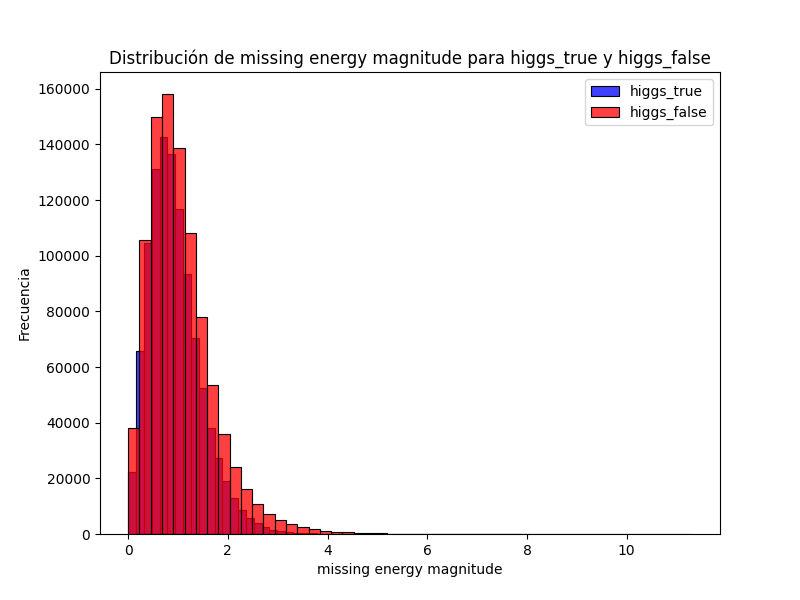 Distribución de missing energy magnitude para higgs_true y higgs_false
higgs_true
higgs_false
160000
140000
120000
100000
80000
60000
40000
20000
0
Frecuencia
0 2 4 6 8 10
missing energy magnitude